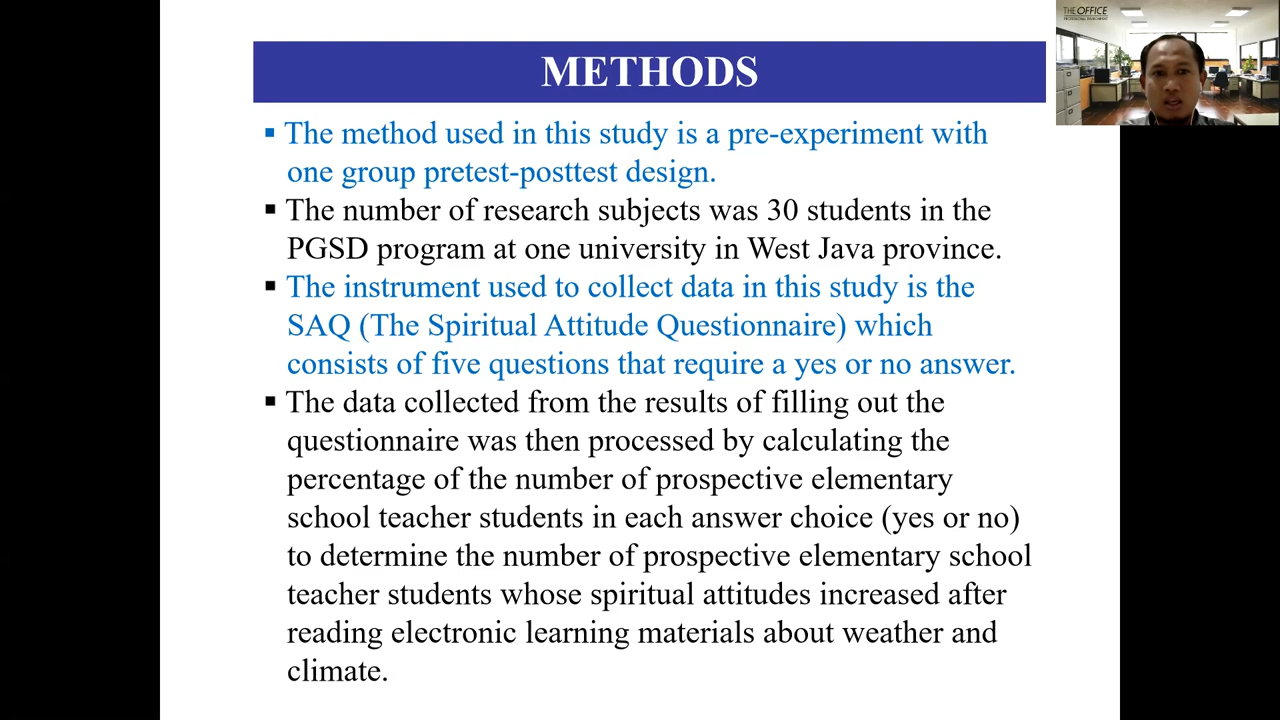 METHODS
▪ The method used in this study is a pre-experiment with
one group pretest-posttest design.
▪ The number of research subjects was 30 students in the
PGSD program at one university in West Java province.
▪ The instrument used to collect data in this study is the
SAQ (The Spiritual Attitude Questionnaire) which
consists of five questions that require a yes or no answer.
▪ The data collected from the results of filling out the
questionnaire was then processed by calculating the
percentage of the number of prospective elementary
school teacher students in each answer choice (yes or no)
to determine the number of prospective elementary school
teacher students whose spiritual attitudes increased after
reading electronic learning materials about weather and
climate.
THE OFFICE